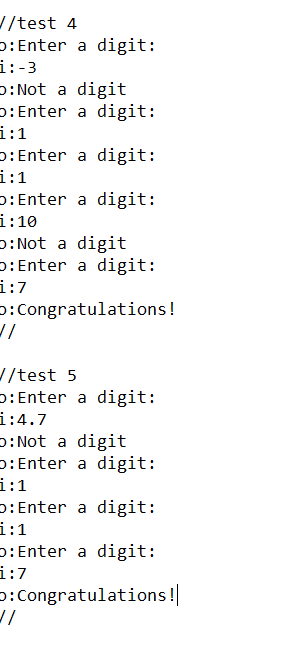 //test 4
o:Enter a digit:
i:-3
o:Not a digit
o:Enter a digit:
i:1
o:Enter a digit:
i:1
o:Enter a digit:
i:10
o:Not a digit
o:Enter a digit:
i:7
o:Congratulations!
//
//test 5
o:Enter a digit:
i:4.7
o:Not a digit
o:Enter a digit:
i:1
o:Enter a digit:
i:1
o:Enter a digit:
i:7
o:Congratulations!
//